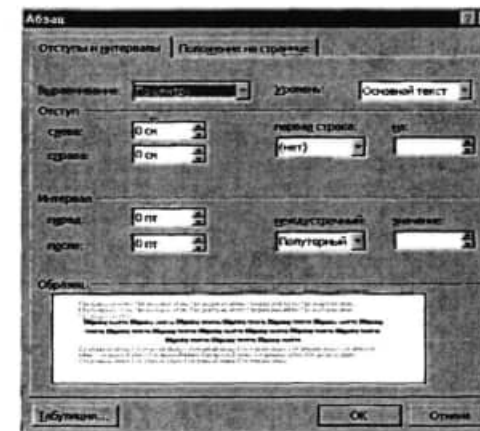 Абзац
Отступы и интервалы Положение на странице
Выравнивание: Уровень: Основной текст
Отступ
слева: 0 см первая строка: на:
справа: 0 см (нет)
Интервал
перед: 0 пт междустрочный: значение:
после: 0 пт Полуторный
Образец
Табуляция... ОК Отмена